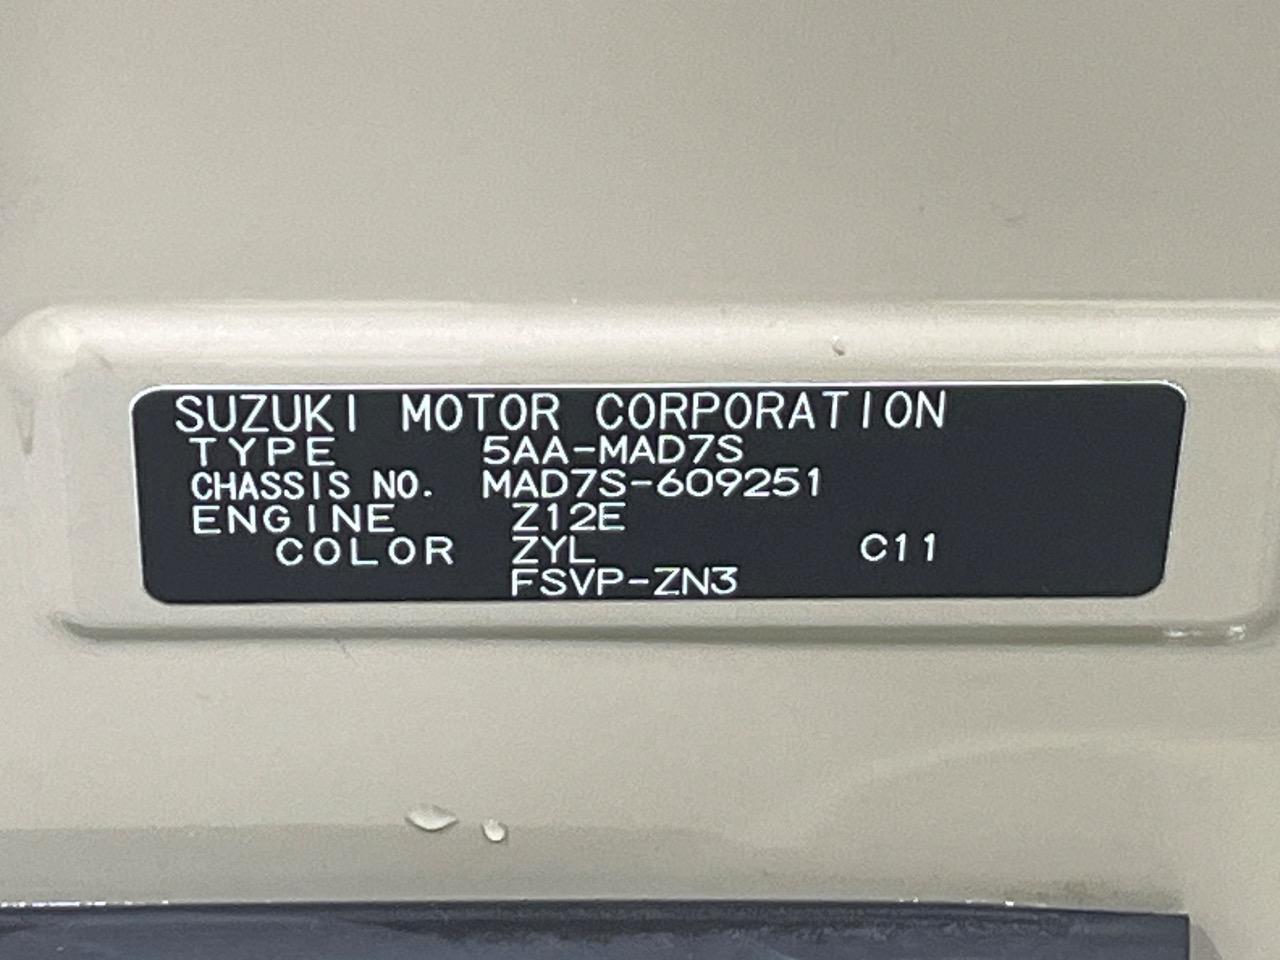 SUZUKI MOTOR CORPORATION
TYPE 5AA-MAD7S
CHASSIS NO. MAD7S-609251
ENGINE Z12E
COLOR ZYL C11
FSVP-ZN3